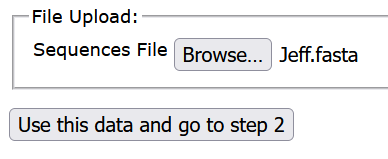 File Upload:
Sequences File Browse... Jeff.fasta
Use this data and go to step 2